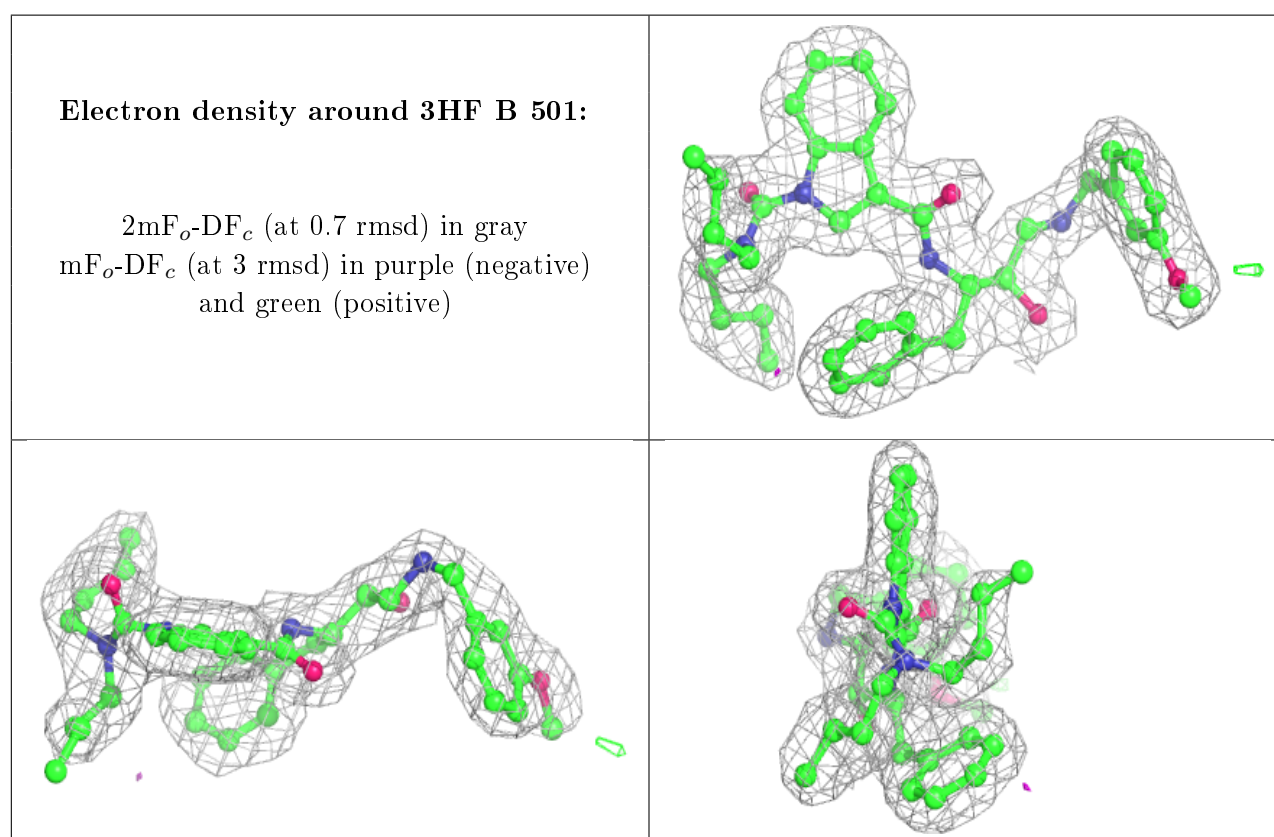 Electron density around 3HF B 501:
2mFₒ-DF𝒸 (at 0.7 rmsd) in gray
mFₒ-DF𝒸 (at 3 rmsd) in purple (negative)
and green (positive)